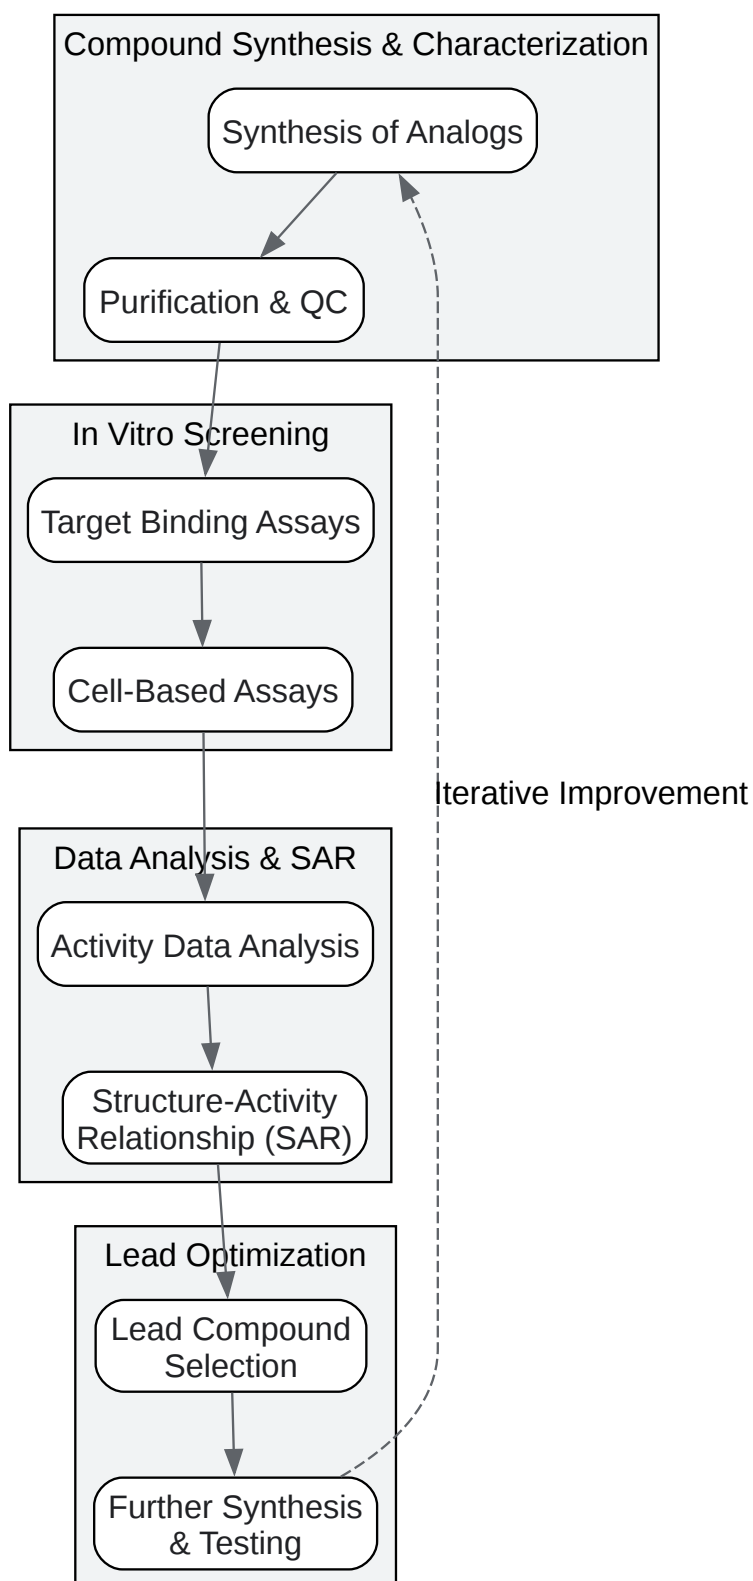 Compound Synthesis & Characterization
Synthesis of Analogs
Purification & QC
In Vitro Screening
Target Binding Assays
Cell-Based Assays
Iterative Improvement
Data Analysis & SAR
Activity Data Analysis
Structure-Activity
Relationship (SAR)
Lead Optimization
Lead Compound
Selection
Further Synthesis
& Testing